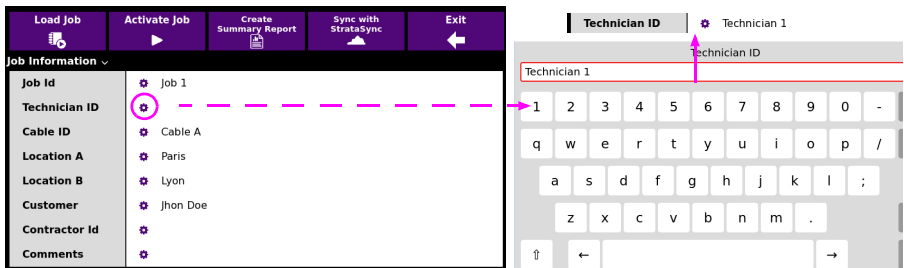 Load Job
Activate Job
Create
Summary Report
Sync with
StrataSync
Exit
Job Information
Job Id
Job 1
Technician ID
Cable ID
Cable A
Location A
Paris
Location B
Lyon
Customer
Jhon Doe
Contractor Id
Comments
Technician ID
Technician 1
Technician ID
Technician 1
1 2 3 4 5 6 7 8 9 0 -
q w e r t y u i o p /
a s d f g h j k l ;
z x c v b n m .
⇧ ← →